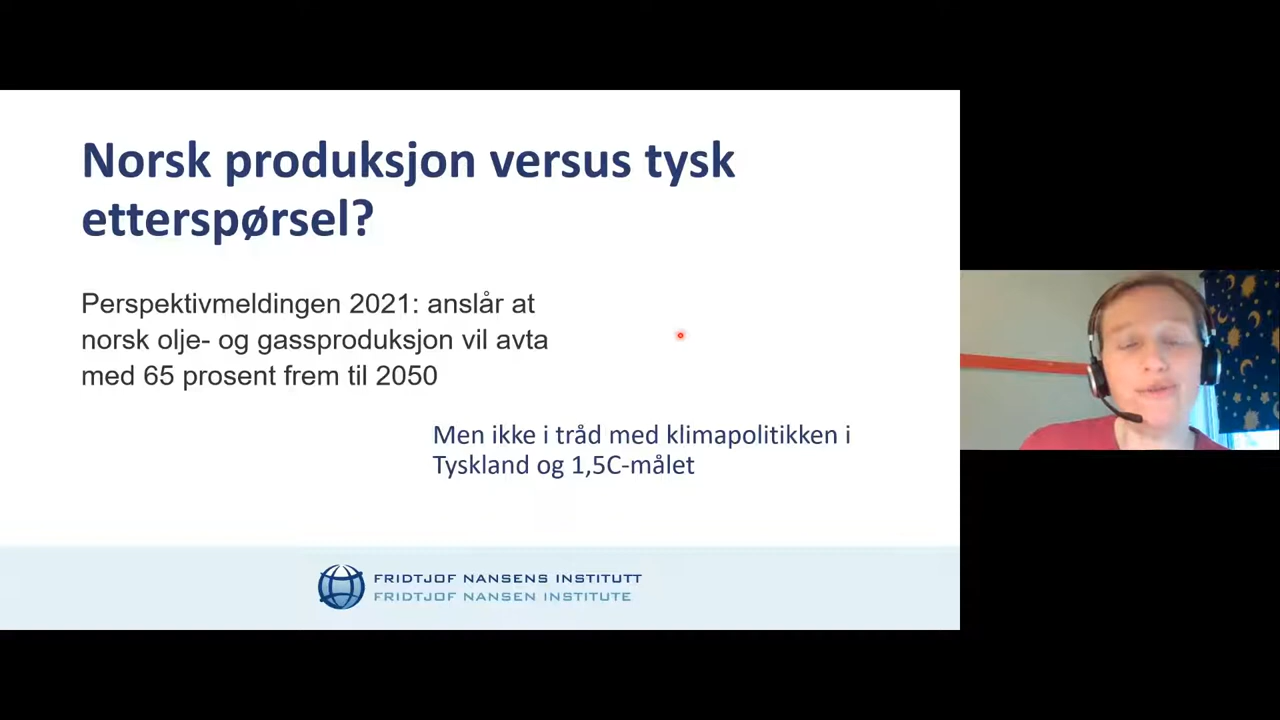 Norsk produksjon versus tysk
etterspørsel?
Perspektivmeldingen 2021: anslår at
norsk olje- og gassproduksjon vil avta
med 65 prosent frem til 2050
Men ikke i tråd med klimapolitikken i
Tyskland og 1,5C-målet
FRIDTJOF NANSENS INSTITUTT
FRIDTJOF NANSEN INSTITUTE